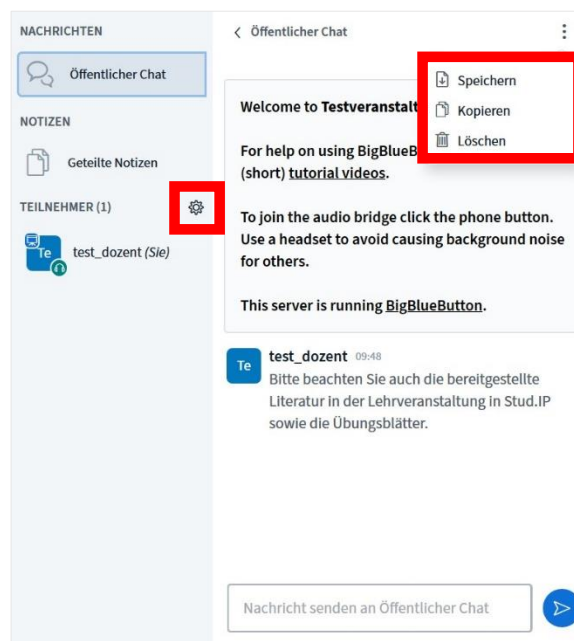 NACHRICHTEN
Öffentlicher Chat
NOTIZEN
Geteilte Notizen
TEILNEHMER (1)
Te
test_dozent (Sie)
Öffentlicher Chat
Speichern
Kopieren
Löschen
Welcome to Testveranstalt
For help on using BigBlueB
(short) tutorial videos.
To join the audio bridge click the phone button.
Use a headset to avoid causing background noise
for others.
This server is running BigBlueButton.
Te
test_dozent 09:48
Bitte beachten Sie auch die bereitgestellte
Literatur in der Lehrveranstaltung in Stud.IP
sowie die Übungsblätter.
Nachricht senden an Öffentlicher Chat